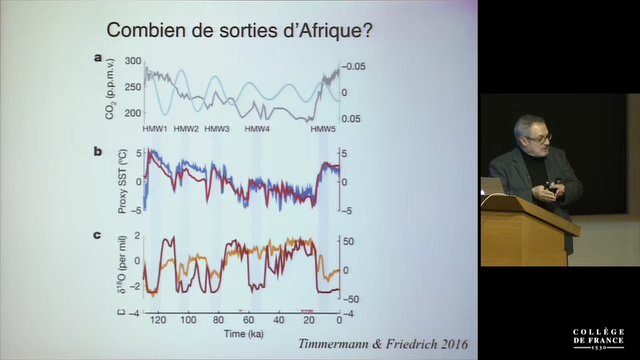 Combien de sorties d'Afrique?
a
CO2 (p.p.m.v.)
300
250
200
-0.05
0
0.05
HMW1 HMW2 HMW3 HMW4 HMW5
b
Proxy SST (°C)
5
0
-5
5
0
-5
c
δ18O (per mil)
2
0
-2
-4
50
0
-50
-4
120 100 80 60 40 20 0
Time (ka)
Timmermann & Friedrich 2016
COLLÈGE
DE FRANCE
1530